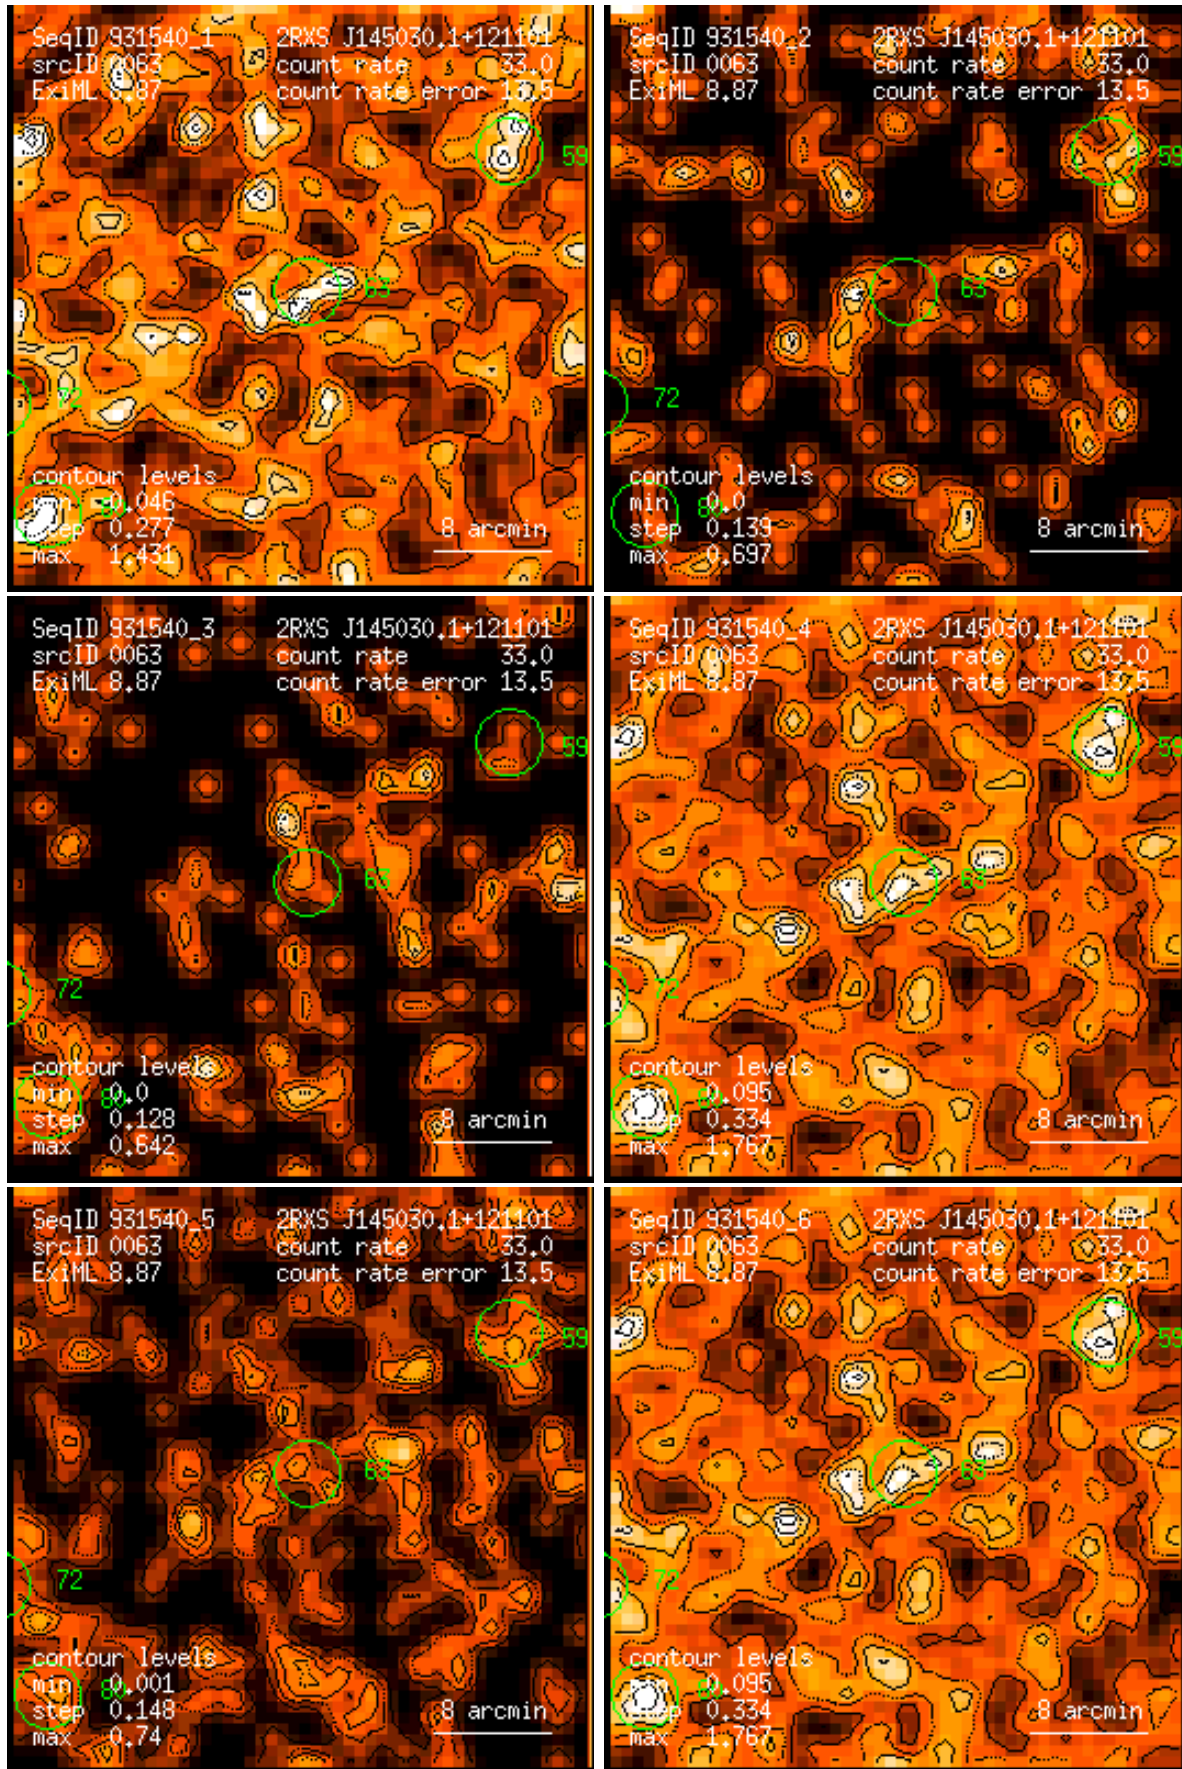 SeqID 931540_1 2RXS J145030.1+121101
srcID 0063 count rate 33.0
ExiML 8.87 count rate error 13.5
59
63
72
contour levels
min 0.046
80
step 0.277
8 arcmin
max 1.431
SeqID 931540_2 2RXS J145030.1+121101
srcID 0063 count rate 33.0
ExiML 8.87 count rate error 13.5
59
63
72
contour levels
min 0.0
80
step 0.139
8 arcmin
max 0.697
SeqID 931540_3 2RXS J145030.1+121101
srcID 0063 count rate 33.0
ExiML 8.87 count rate error 13.5
59
63
72
contour levels
min 0.0
80
step 0.128
8 arcmin
max 0.642
SeqID 931540_4 2RXS J145030.1+121101
srcID 0063 count rate 33.0
ExiML 8.87 count rate error 13.5
59
63
72
contour levels
min 0.095
80
step 0.334
8 arcmin
max 1.767
SeqID 931540_5 2RXS J145030.1+121101
srcID 0063 count rate 33.0
ExiML 8.87 count rate error 13.5
59
63
72
contour levels
min 0.001
80
step 0.148
8 arcmin
max 0.74
SeqID 931540_6 2RXS J145030.1+121101
srcID 0063 count rate 33.0
ExiML 8.87 count rate error 13.5
59
63
72
contour levels
min 0.095
80
step 0.334
8 arcmin
max 1.767